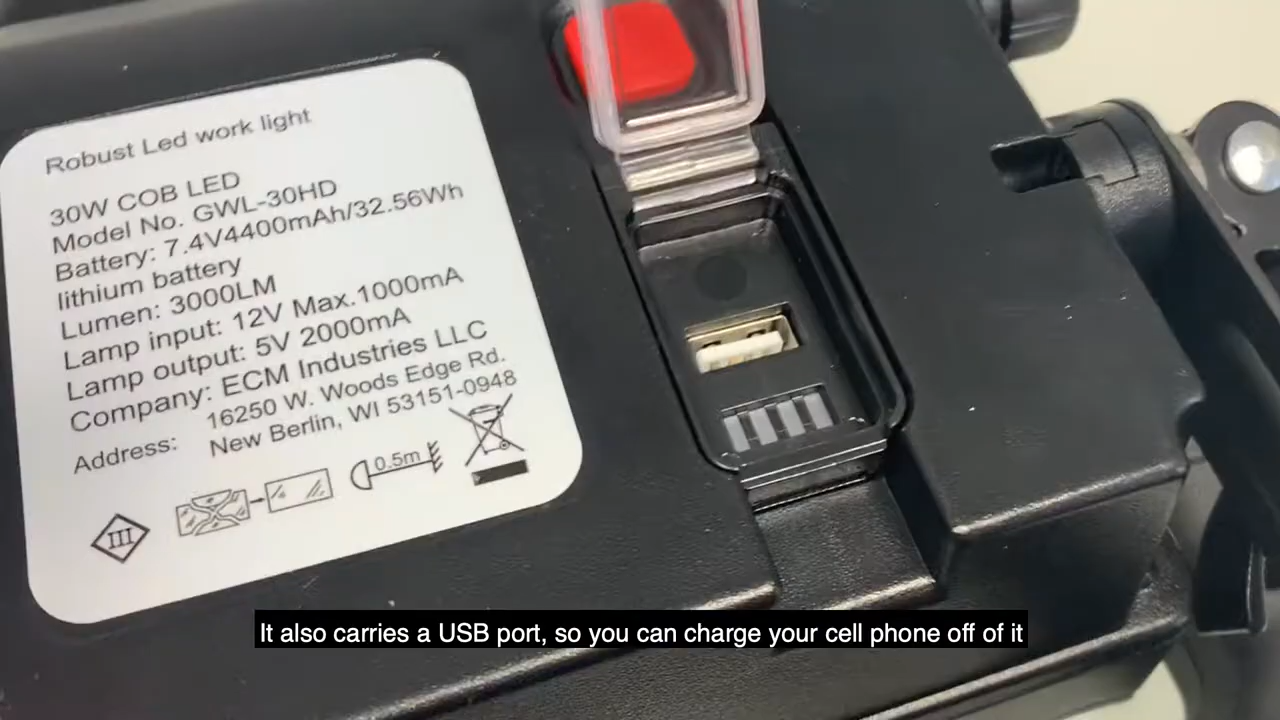 Robust Led work light
30W COB LED
Model No. GWL-30HD
Battery: 7.4V4400mAh/32.56Wh
lithium battery
Lumen: 3000LM
Lamp input: 12V Max.1000mA
Lamp output: 5V 2000mA
Company: ECM Industries LLC
Address: 16250 W. Woods Edge Rd.
New Berlin, WI 53151-0948
III
0.5m
It also carries a USB port, so you can charge your cell phone off of it